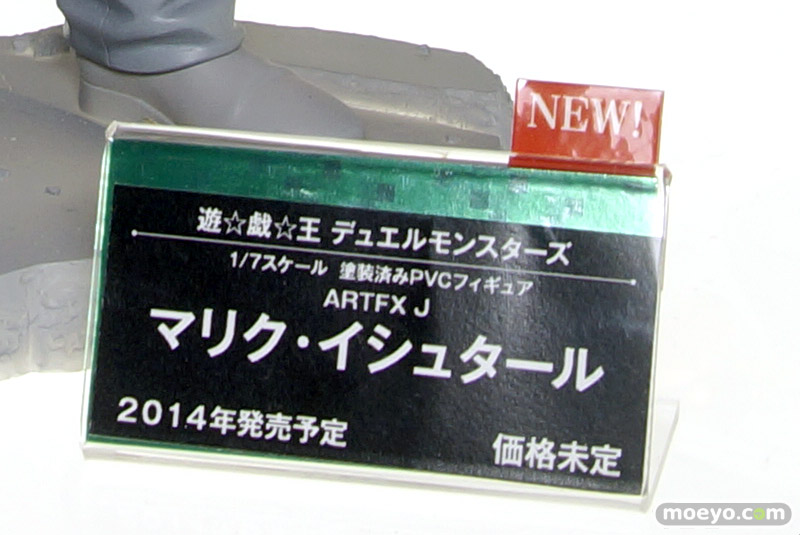 NEW!
遊☆戯☆王 デュエルモンスターズ
1/7スケール 塗装済みPVCフィギュア
ARTFX J
マリク・イシュタール
2014年発売予定
価格未定
moeyo.com